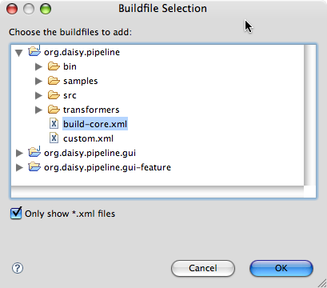 Buildfile Selection
Choose the buildfiles to add:
org.daisy.pipeline
bin
samples
src
transformers
build-core.xml
custom.xml
org.daisy.pipeline.gui
org.daisy.pipeline.gui-feature
Only show *.xml files
?
Cancel
OK